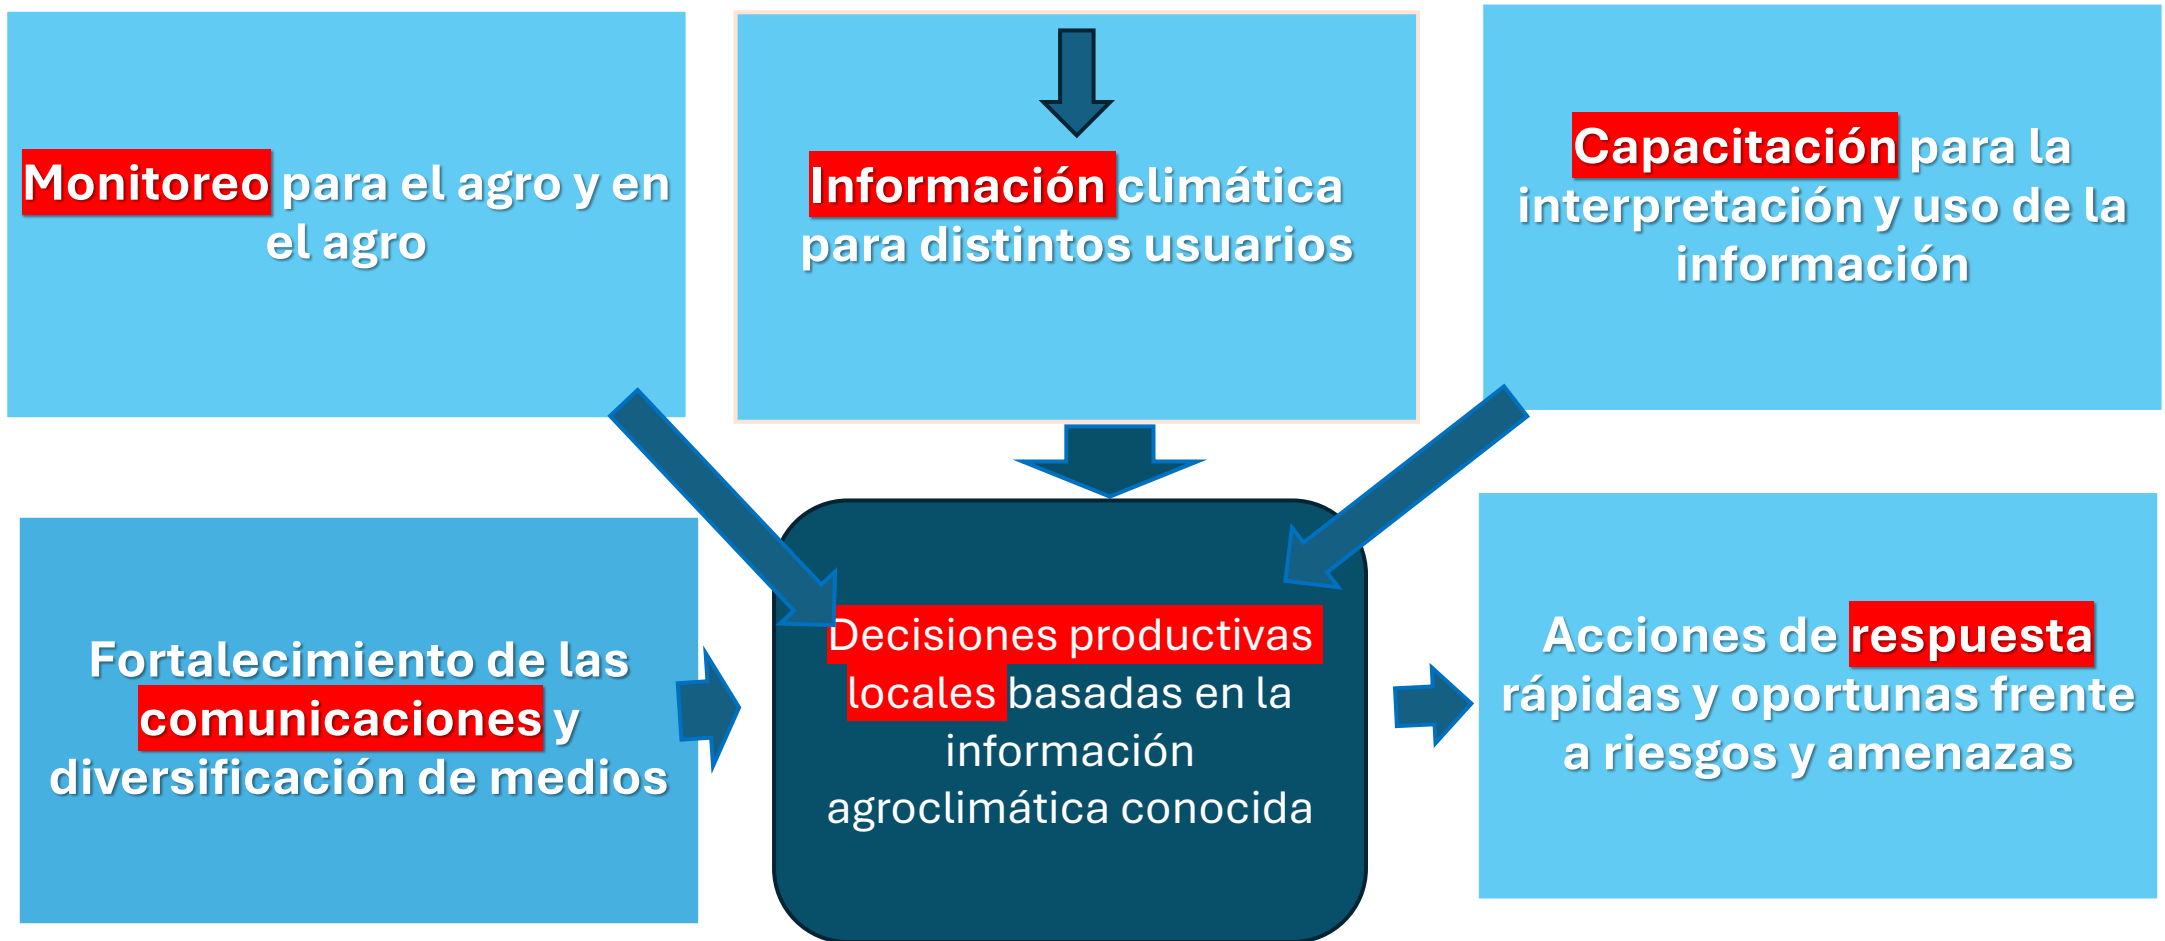 Monitoreo para el agro y en
el agro
Información climática
para distintos usuarios
Capacitación para la
interpretación y uso de la
información
Fortalecimiento de las
comunicaciones y
diversificación de medios
Decisiones productivas
locales basadas en la
información
agroclimática conocida
Acciones de respuesta
rápidas y oportunas frente
a riesgos y amenazas